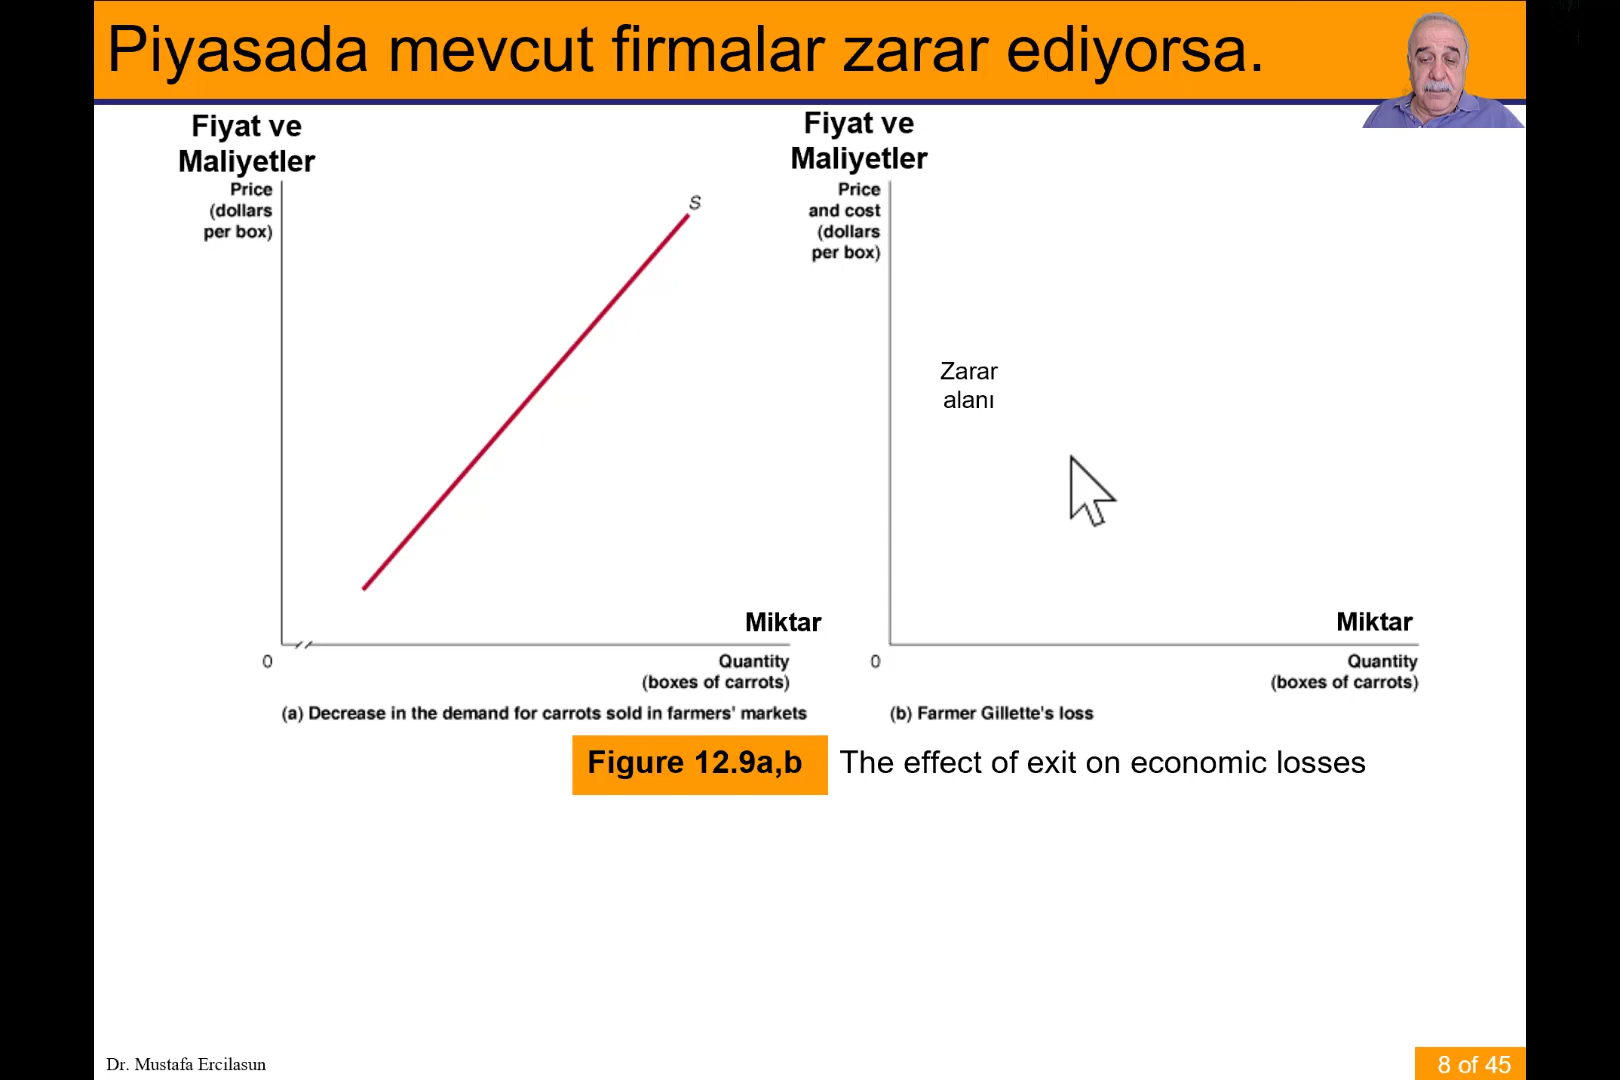 Piyasada mevcut firmalar zarar ediyorsa.
Fiyat ve
Maliyetler
Price
(dollars
per box)
S
Miktar
0
Quantity
(boxes of carrots)
(a) Decrease in the demand for carrots sold in farmers' markets
Fiyat ve
Maliyetler
Price
and cost
(dollars
per box)
Zarar
alanı
Miktar
0
Quantity
(boxes of carrots)
(b) Farmer Gillette's loss
Figure 12.9a,b The effect of exit on economic losses
Dr. Mustafa Ercilasun
8 of 45